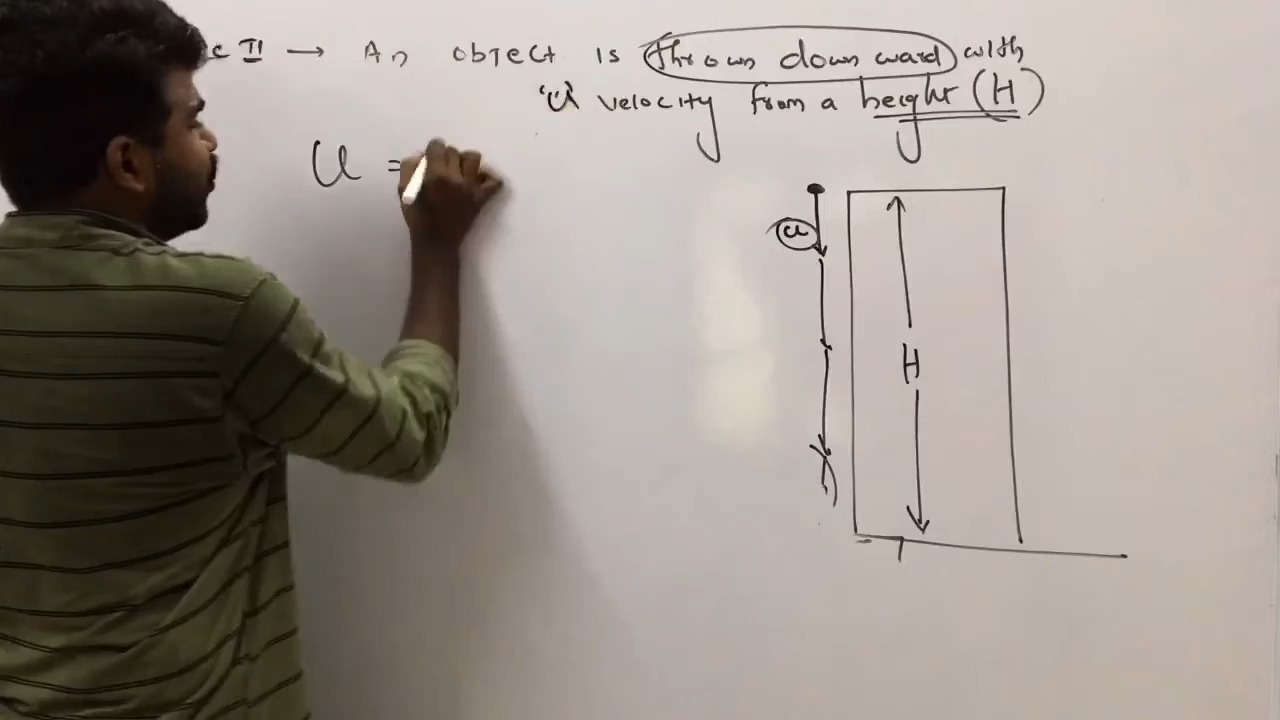 II → An object is thrown downward with
'u' velocity from a height (H)
u =
u
H